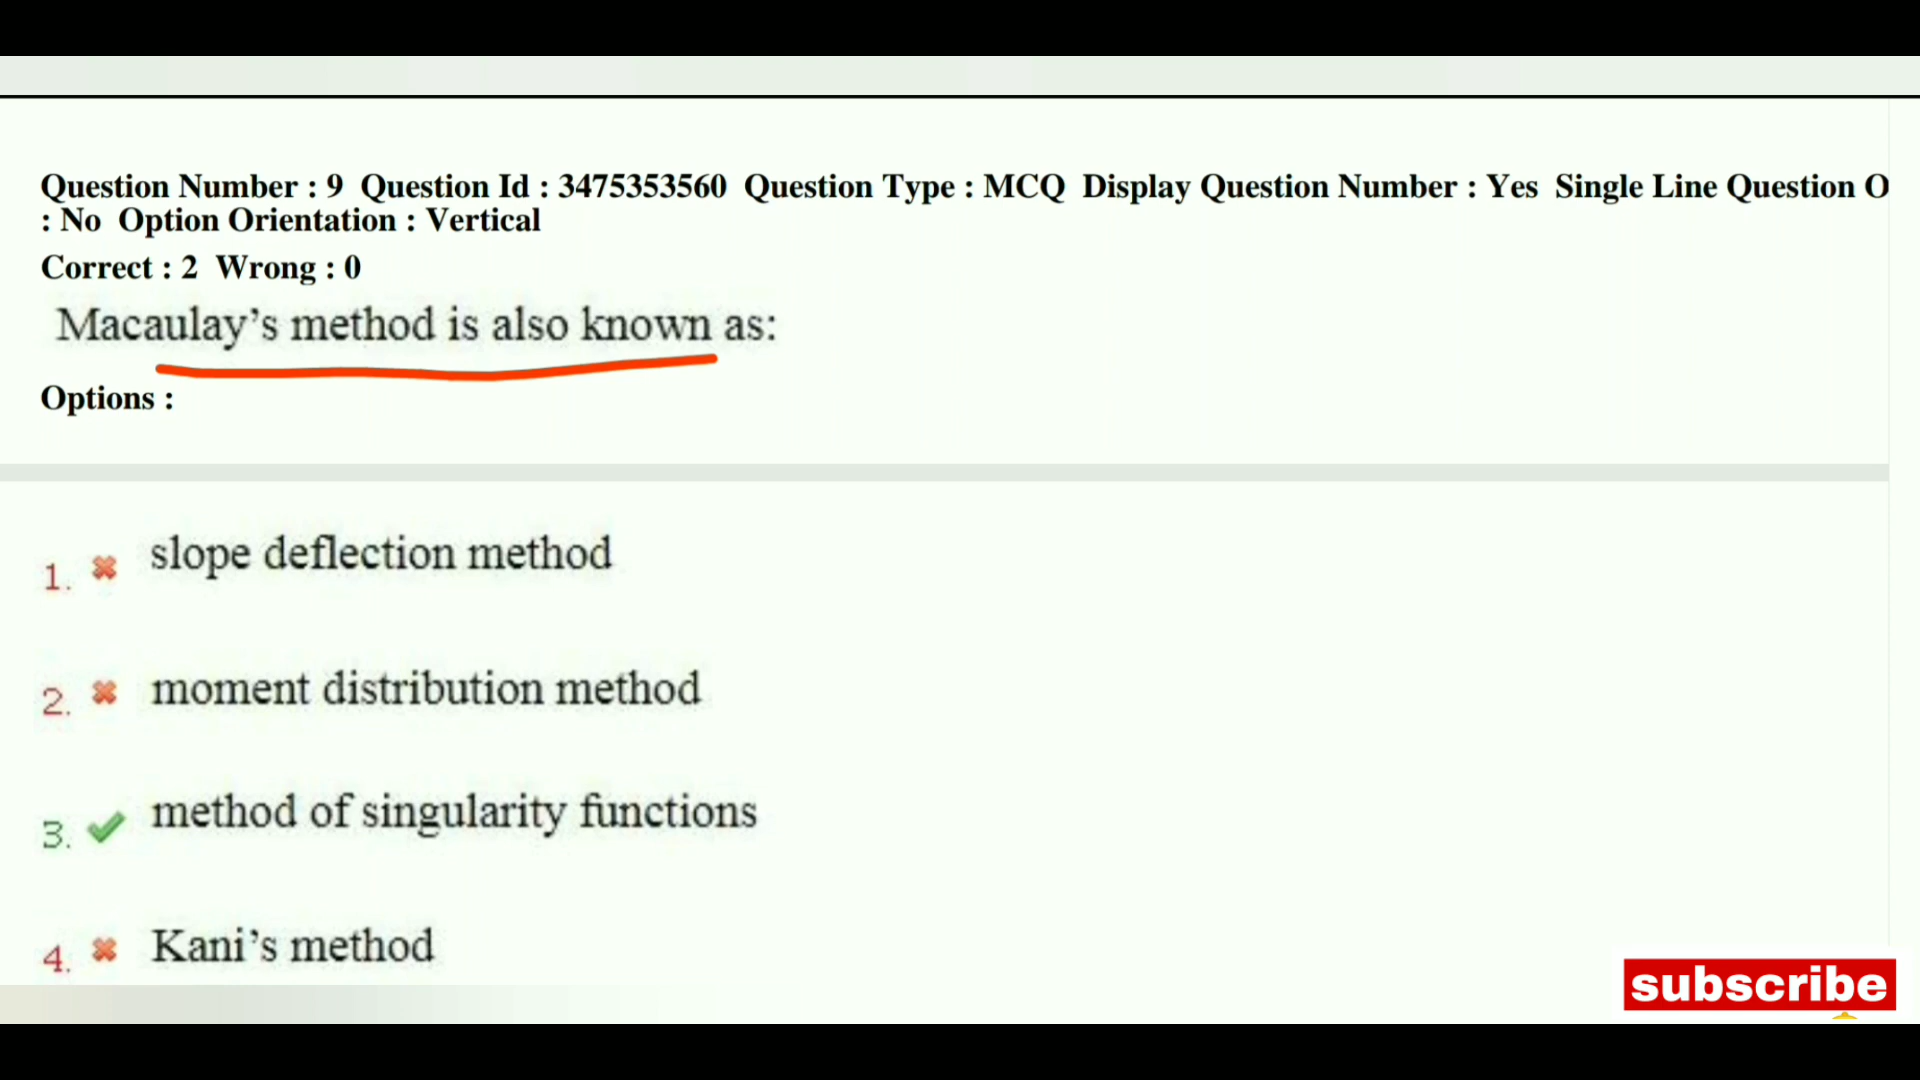 Question Number : 9 Question Id : 3475353560 Question Type : MCQ Display Question Number : Yes Single Line Question O
: No Option Orientation : Vertical
Correct : 2 Wrong : 0
Macaulay’s method is also known as:
Options :
1. slope deflection method
2. moment distribution method
3. method of singularity functions
4. Kani’s method
subscribe